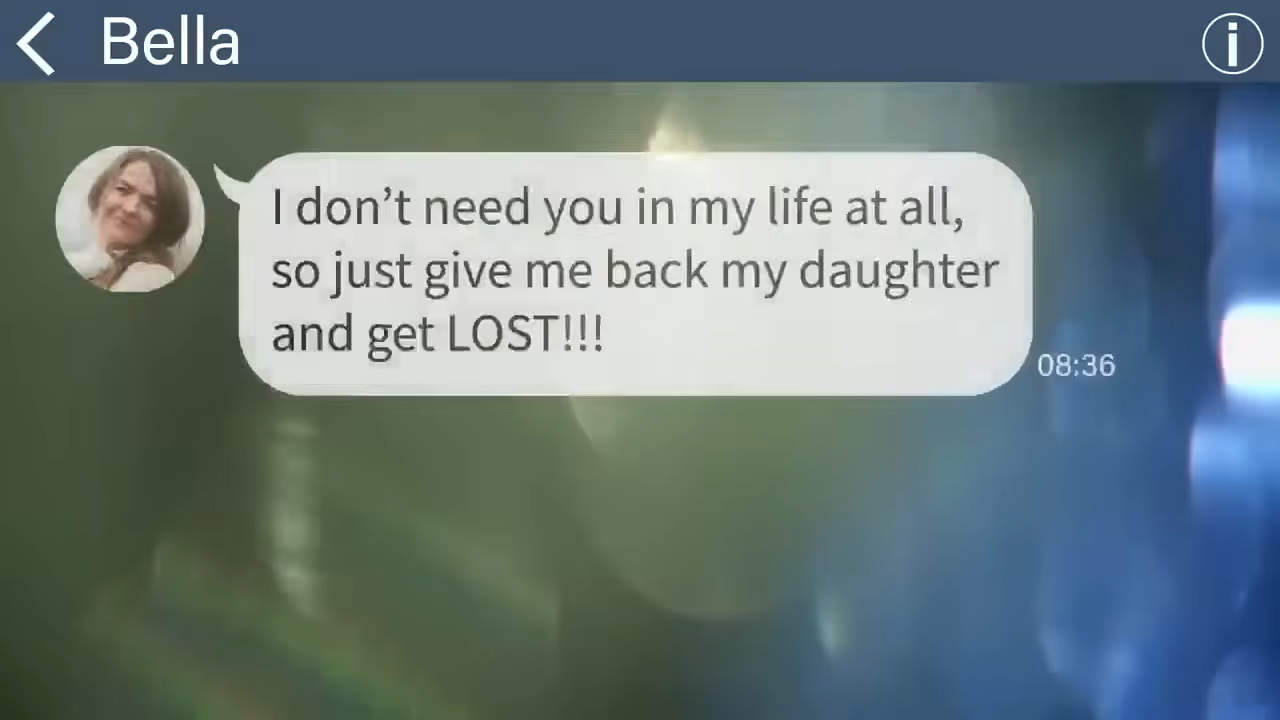 Bella
I don’t need you in my life at all,
so just give me back my daughter
and get LOST!!!
08:36